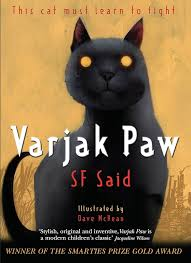 This cat must learn to fight
Varjak Paw
SF Said
Illustrated by
Dave McKean
'Stylish, original and inventive, Varjak Paw is
a modern children's classic' Jacqueline Wilson
WINNER OF THE SMARTIES PRIZE GOLD AWARD